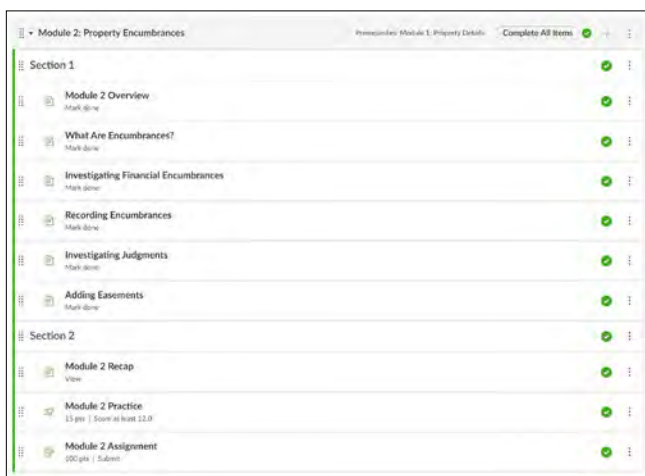 Module 2: Property Encumbrances Prerequisites: Module 1: Property Details Complete All Items
Section 1
Module 2 Overview
Mark done
What Are Encumbrances?
Mark done
Investigating Financial Encumbrances
Mark done
Recording Encumbrances
Mark done
Investigating Judgments
Mark done
Adding Easements
Mark done
Section 2
Module 2 Recap
View
Module 2 Practice
15 pts | Score at least 12.0
Module 2 Assignment
100 pts | Submit